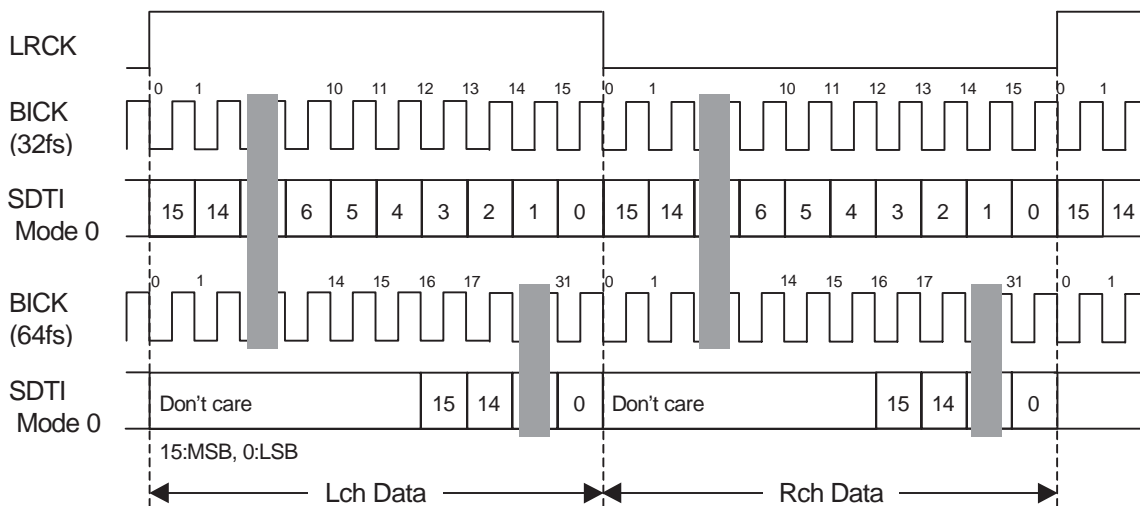 LRCK
0 1 10 11 12 13 14 15 0 1 10 11 12 13 14 15 0 1
BICK
(32fs)
SDTI
Mode 0
15 14 6 5 4 3 2 1 0 15 14 6 5 4 3 2 1 0 15 14
0 1 14 15 16 17 31 0 1 14 15 16 17 31 0 1
BICK
(64fs)
SDTI
Mode 0
Don't care 15 14 0 Don't care 15 14 0
15:MSB, 0:LSB
Lch Data Rch Data